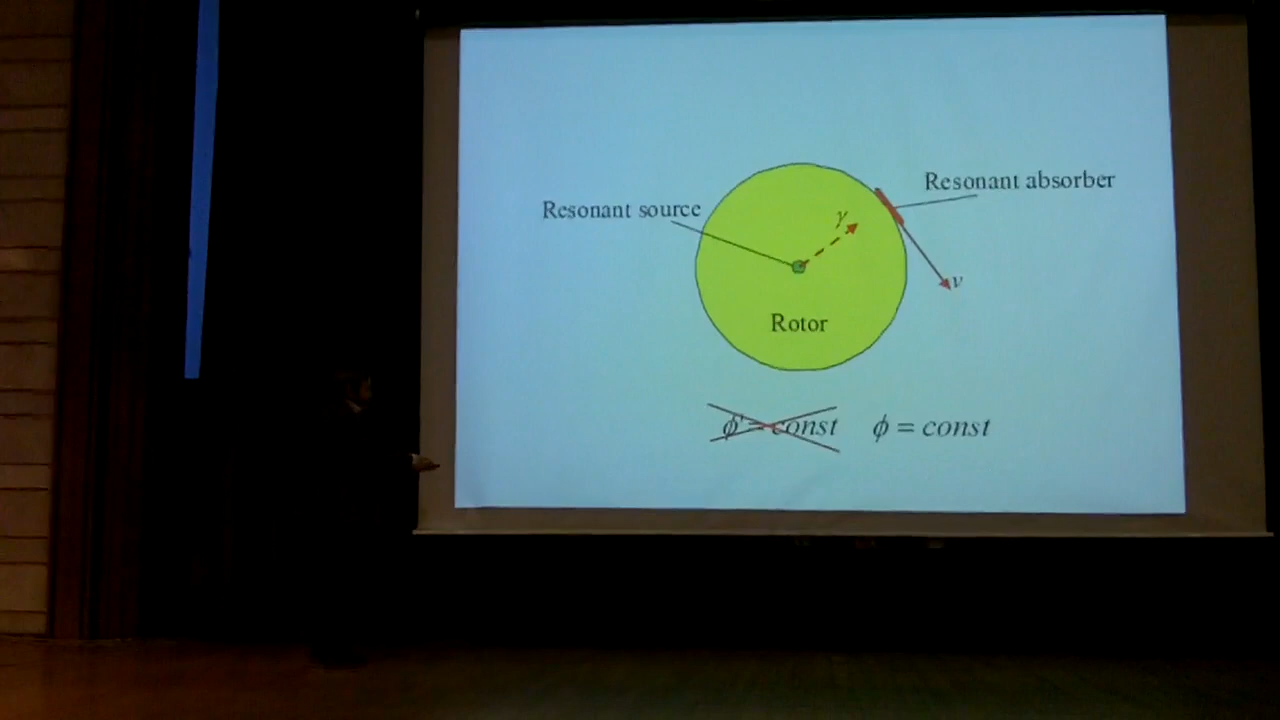 Resonant absorber
Resonant source
γ
ν
Rotor
ϕ' = const ϕ = const